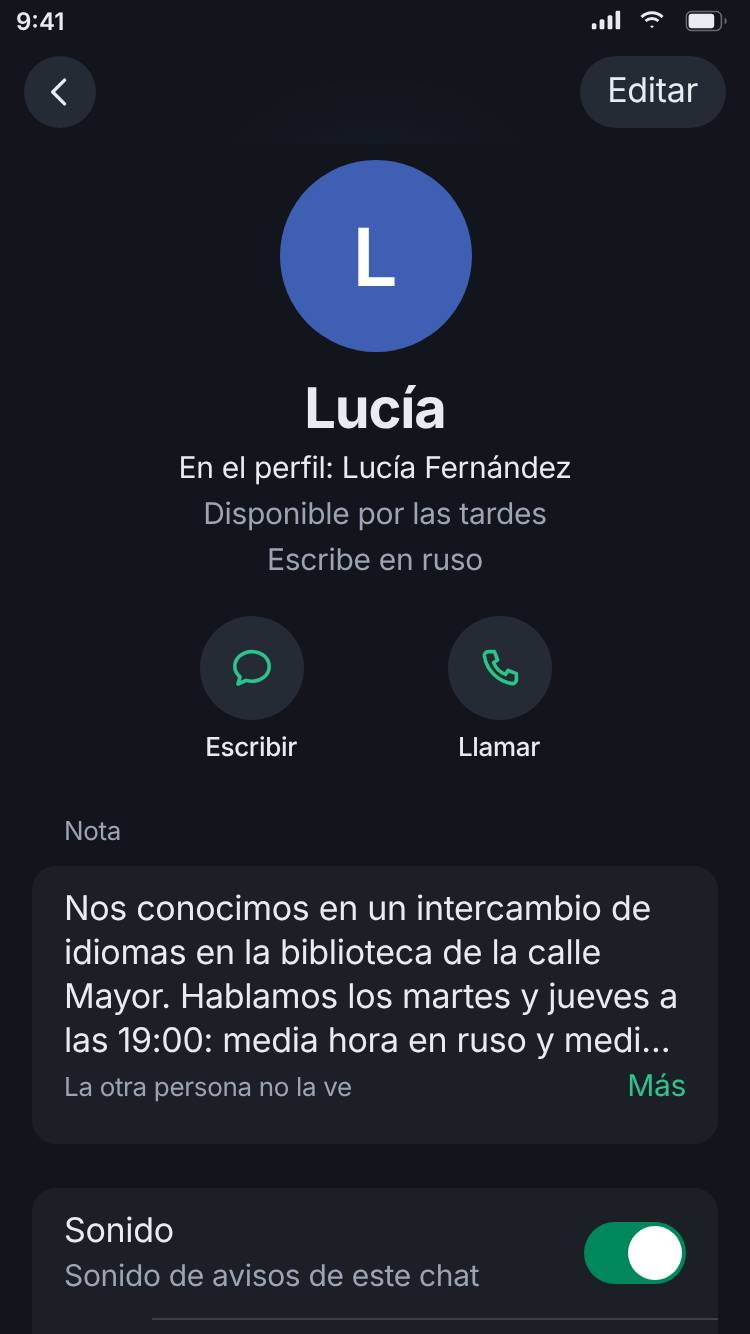 9:41
Editar
L
Lucía
En el perfil: Lucía Fernández
Disponible por las tardes
Escribe en ruso
Escribir
Llamar
Nota
Nos conocimos en un intercambio de
idiomas en la biblioteca de la calle
Mayor. Hablamos los martes y jueves a
las 19:00: media hora en ruso y medi...
La otra persona no la ve
Más
Sonido
Sonido de avisos de este chat